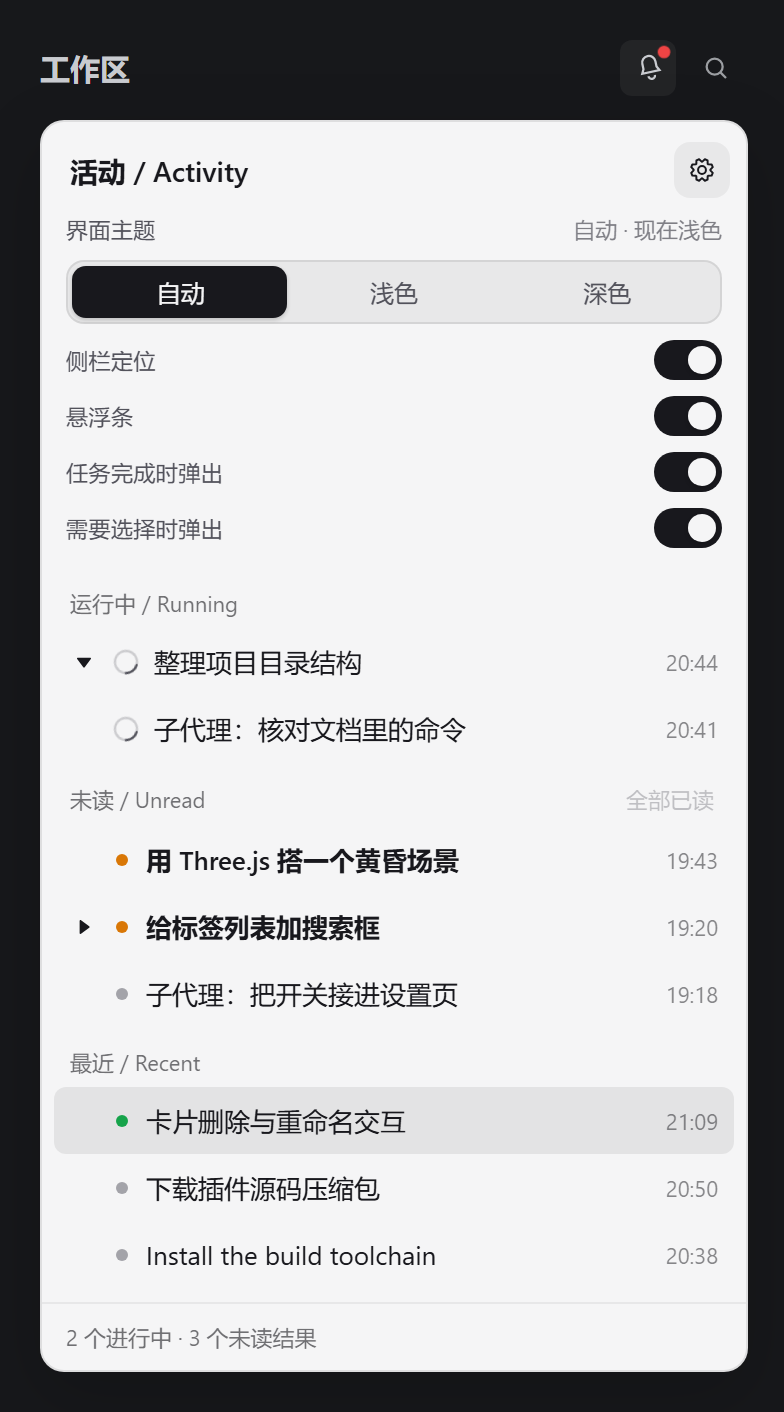 工作区
活动 / Activity
界面主题 自动 · 现在浅色
自动 浅色 深色
侧栏定位
悬浮条
任务完成时弹出
需要选择时弹出
运行中 / Running
整理项目目录结构 20:44
子代理：核对文档里的命令 20:41
未读 / Unread 全部已读
用 Three.js 搭一个黄昏场景 19:43
给标签列表加搜索框 19:20
子代理：把开关接进设置页 19:18
最近 / Recent
卡片删除与重命名交互 21:09
下载插件源码压缩包 20:50
Install the build toolchain 20:38
2 个进行中 · 3 个未读结果